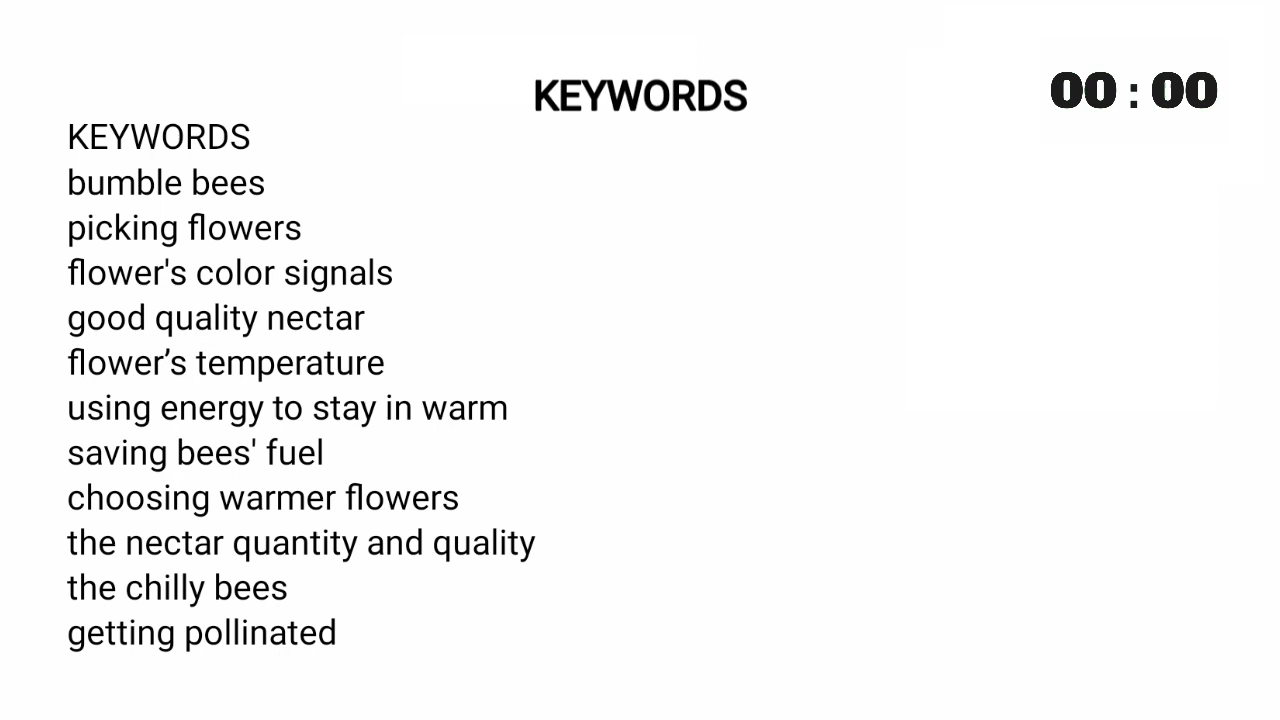 KEYWORDS
00 : 00
KEYWORDS
bumble bees
picking flowers
flower's color signals
good quality nectar
flower’s temperature
using energy to stay in warm
saving bees' fuel
choosing warmer flowers
the nectar quantity and quality
the chilly bees
getting pollinated